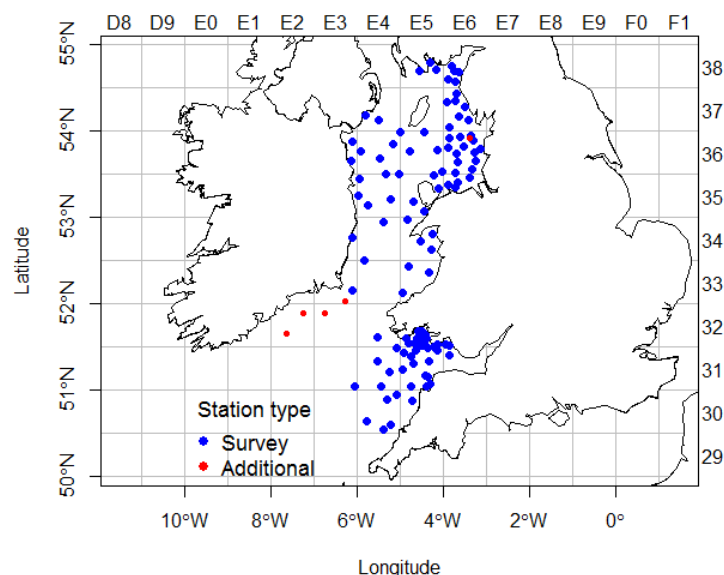 D8 D9 E0 E1 E2 E3 E4 E5 E6 E7 E8 E9 F0 F1
55°N
38
37
54°N
36
35
53°N
34
Latitude
33
52°N
32
31
51°N
Station type
30
Survey
Additional
29
50°N
10°W 8°W 6°W 4°W 2°W 0°
Longitude